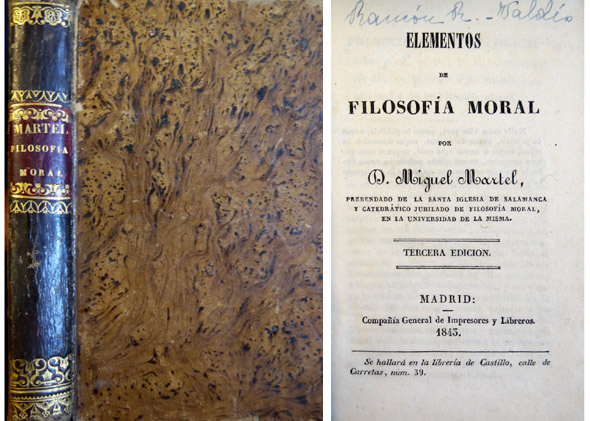 MARTEL
FILOSOFIA
MORAL
Ramón R. Valdés
ELEMENTOS
DE
FILOSOFÍA MORAL
POR
D. Miguel Martel,
PREBENDADO DE LA SANTA IGLESIA DE SALAMANCA
Y CATEDRÁTICO JUBILADO DE FILOSOFÍA MORAL,
EN LA UNIVERSIDAD DE LA MISMA.
TERCERA EDICION.
MADRID:
Compañía General de Impresores y Libreros.
1843.
Se hallará en la librería de Castillo, calle de
Carretas, núm. 39.